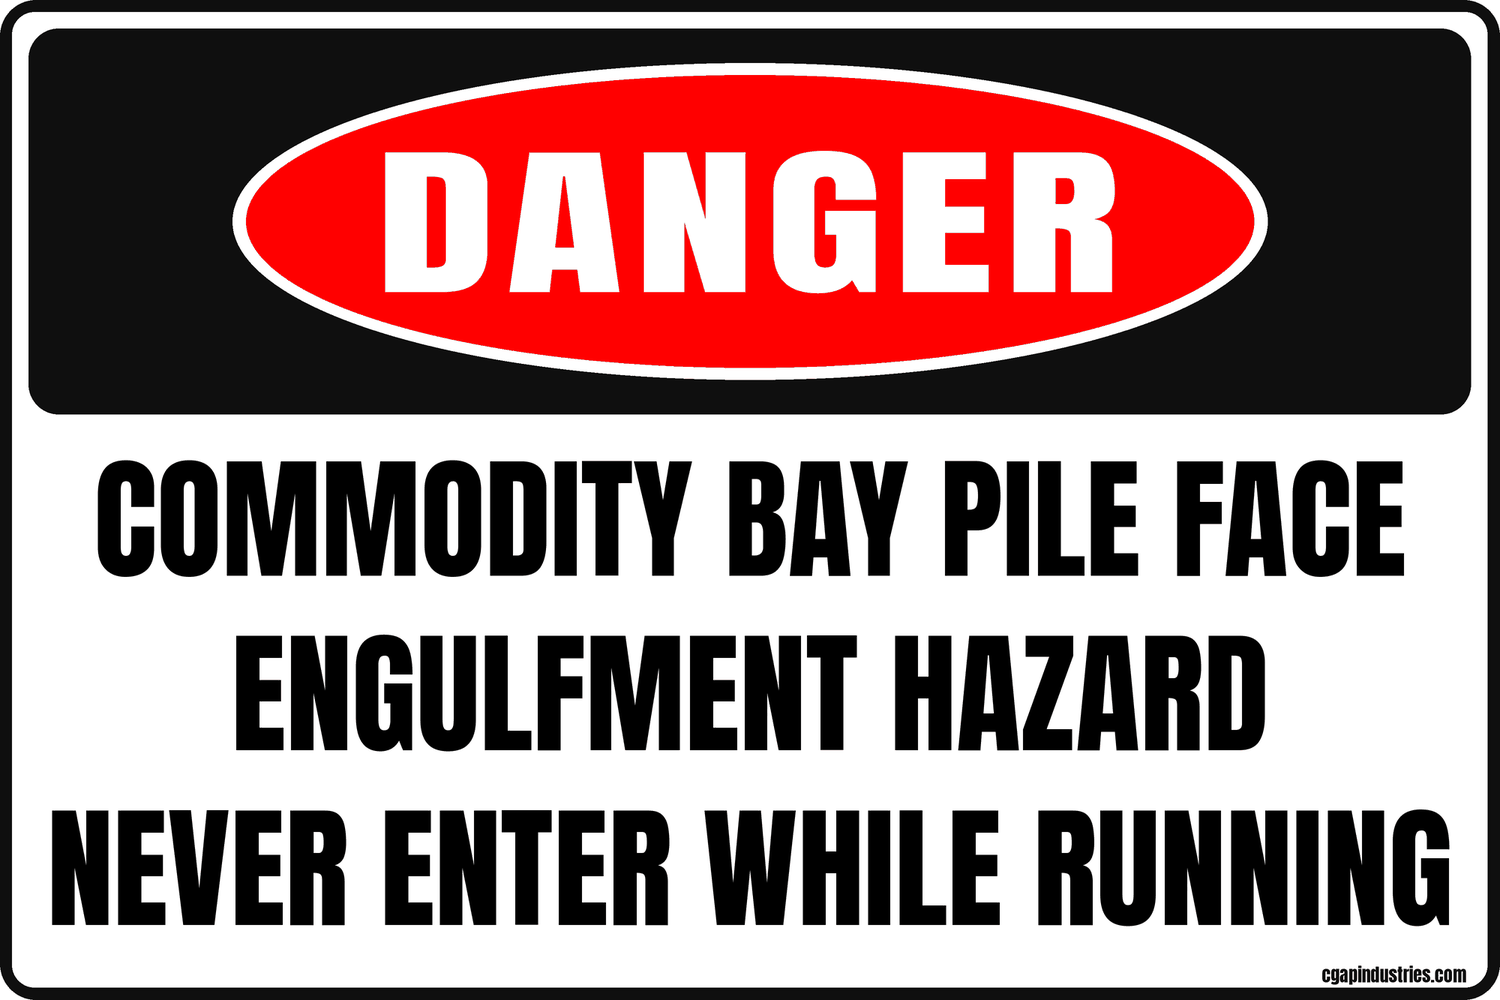 DANGER
COMMODITY BAY PILE FACE
ENGULFMENT HAZARD
NEVER ENTER WHILE RUNNING
cgapindustries.com